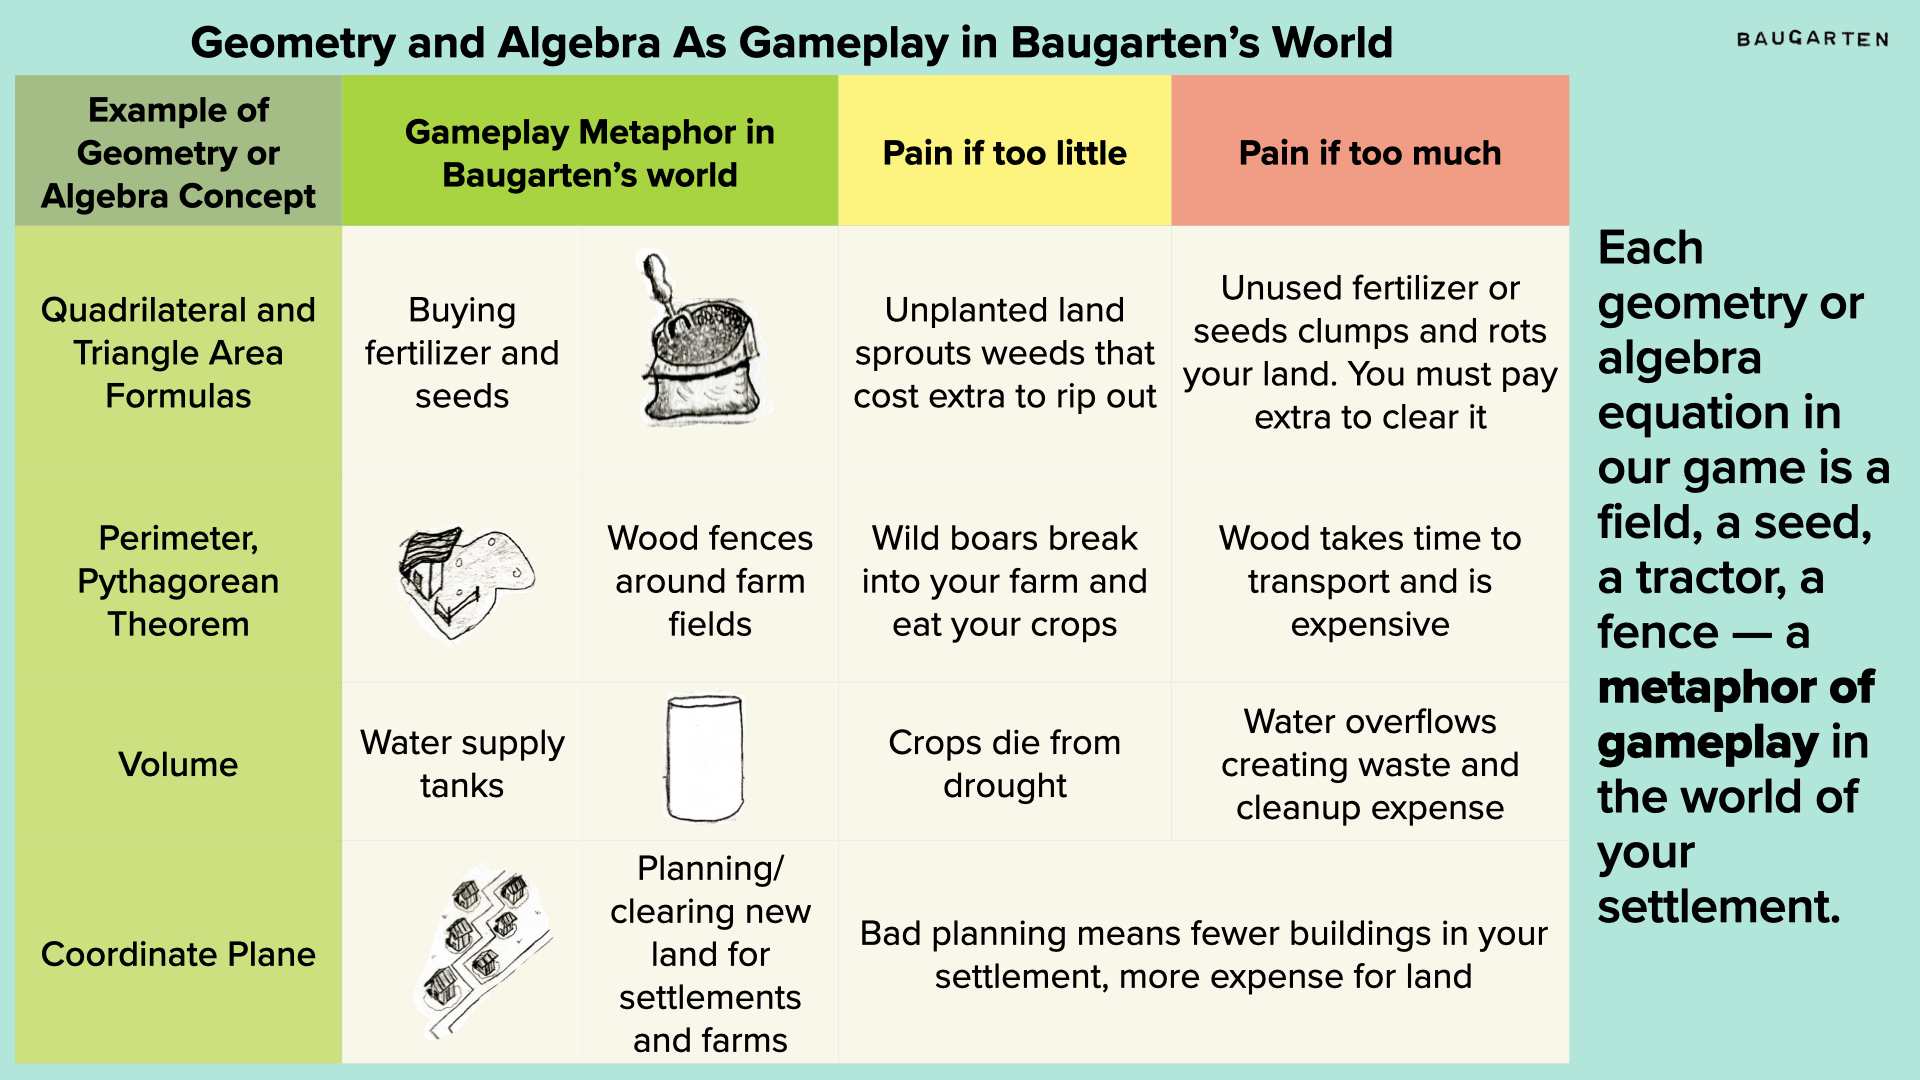 Geometry and Algebra As Gameplay in Baugarten’s World
BAUGARTEN
Example of
Geometry or
Algebra Concept
Gameplay Metaphor in
Baugarten’s world
Pain if too little
Pain if too much
Quadrilateral and
Triangle Area
Formulas
Buying
fertilizer and
seeds
Unplanted land
sprouts weeds that
cost extra to rip out
Unused fertilizer or
seeds clumps and rots
your land. You must pay
extra to clear it
Perimeter,
Pythagorean
Theorem
Wood fences
around farm
fields
Wild boars break
into your farm and
eat your crops
Wood takes time to
transport and is
expensive
Volume
Water supply
tanks
Crops die from
drought
Water overflows
creating waste and
cleanup expense
Coordinate Plane
Planning/
clearing new
land for
settlements
and farms
Bad planning means fewer buildings in your
settlement, more expense for land
Each
geometry or
algebra
equation in
our game is a
field, a seed,
a tractor, a
fence — a
metaphor of
gameplay in
the world of
your
settlement.